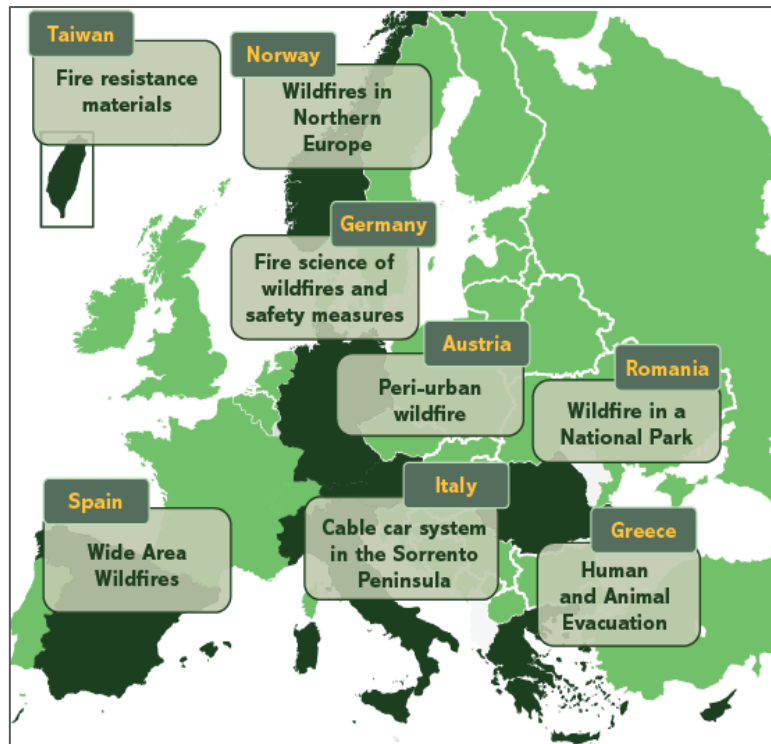 Taiwan
Fire resistance
materials
Norway
Wildfires in
Northern
Europe
Germany
Fire science of
wildfires and
safety measures
Austria
Peri-urban
wildfire
Romania
Wildfire in a
National Park
Spain
Wide Area
Wildfires
Italy
Cable car system
in the Sorrento
Peninsula
Greece
Human
and Animal
Evacuation